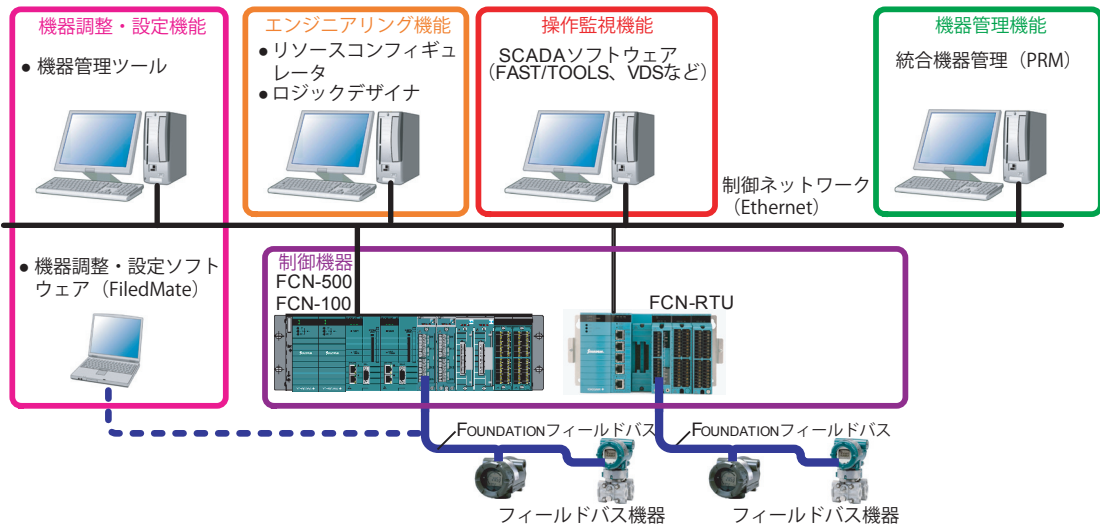 機器調整・設定機能
● 機器管理ツール
エンジニアリング機能
● リソースコンフィギュ
レータ
● ロジックデザイナ
操作監視機能
SCADAソフトウェア
（FAST/TOOLS、VDSなど）
機器管理機能
統合機器管理（PRM）
制御ネットワーク
（Ethernet）
● 機器調整・設定ソフト
ウェア（FiledMate）
制御機器
FCN-500
FCN-100
FCN-RTU
FOUNDATIONフィールドバス
FOUNDATIONフィールドバス
フィールドバス機器
フィールドバス機器